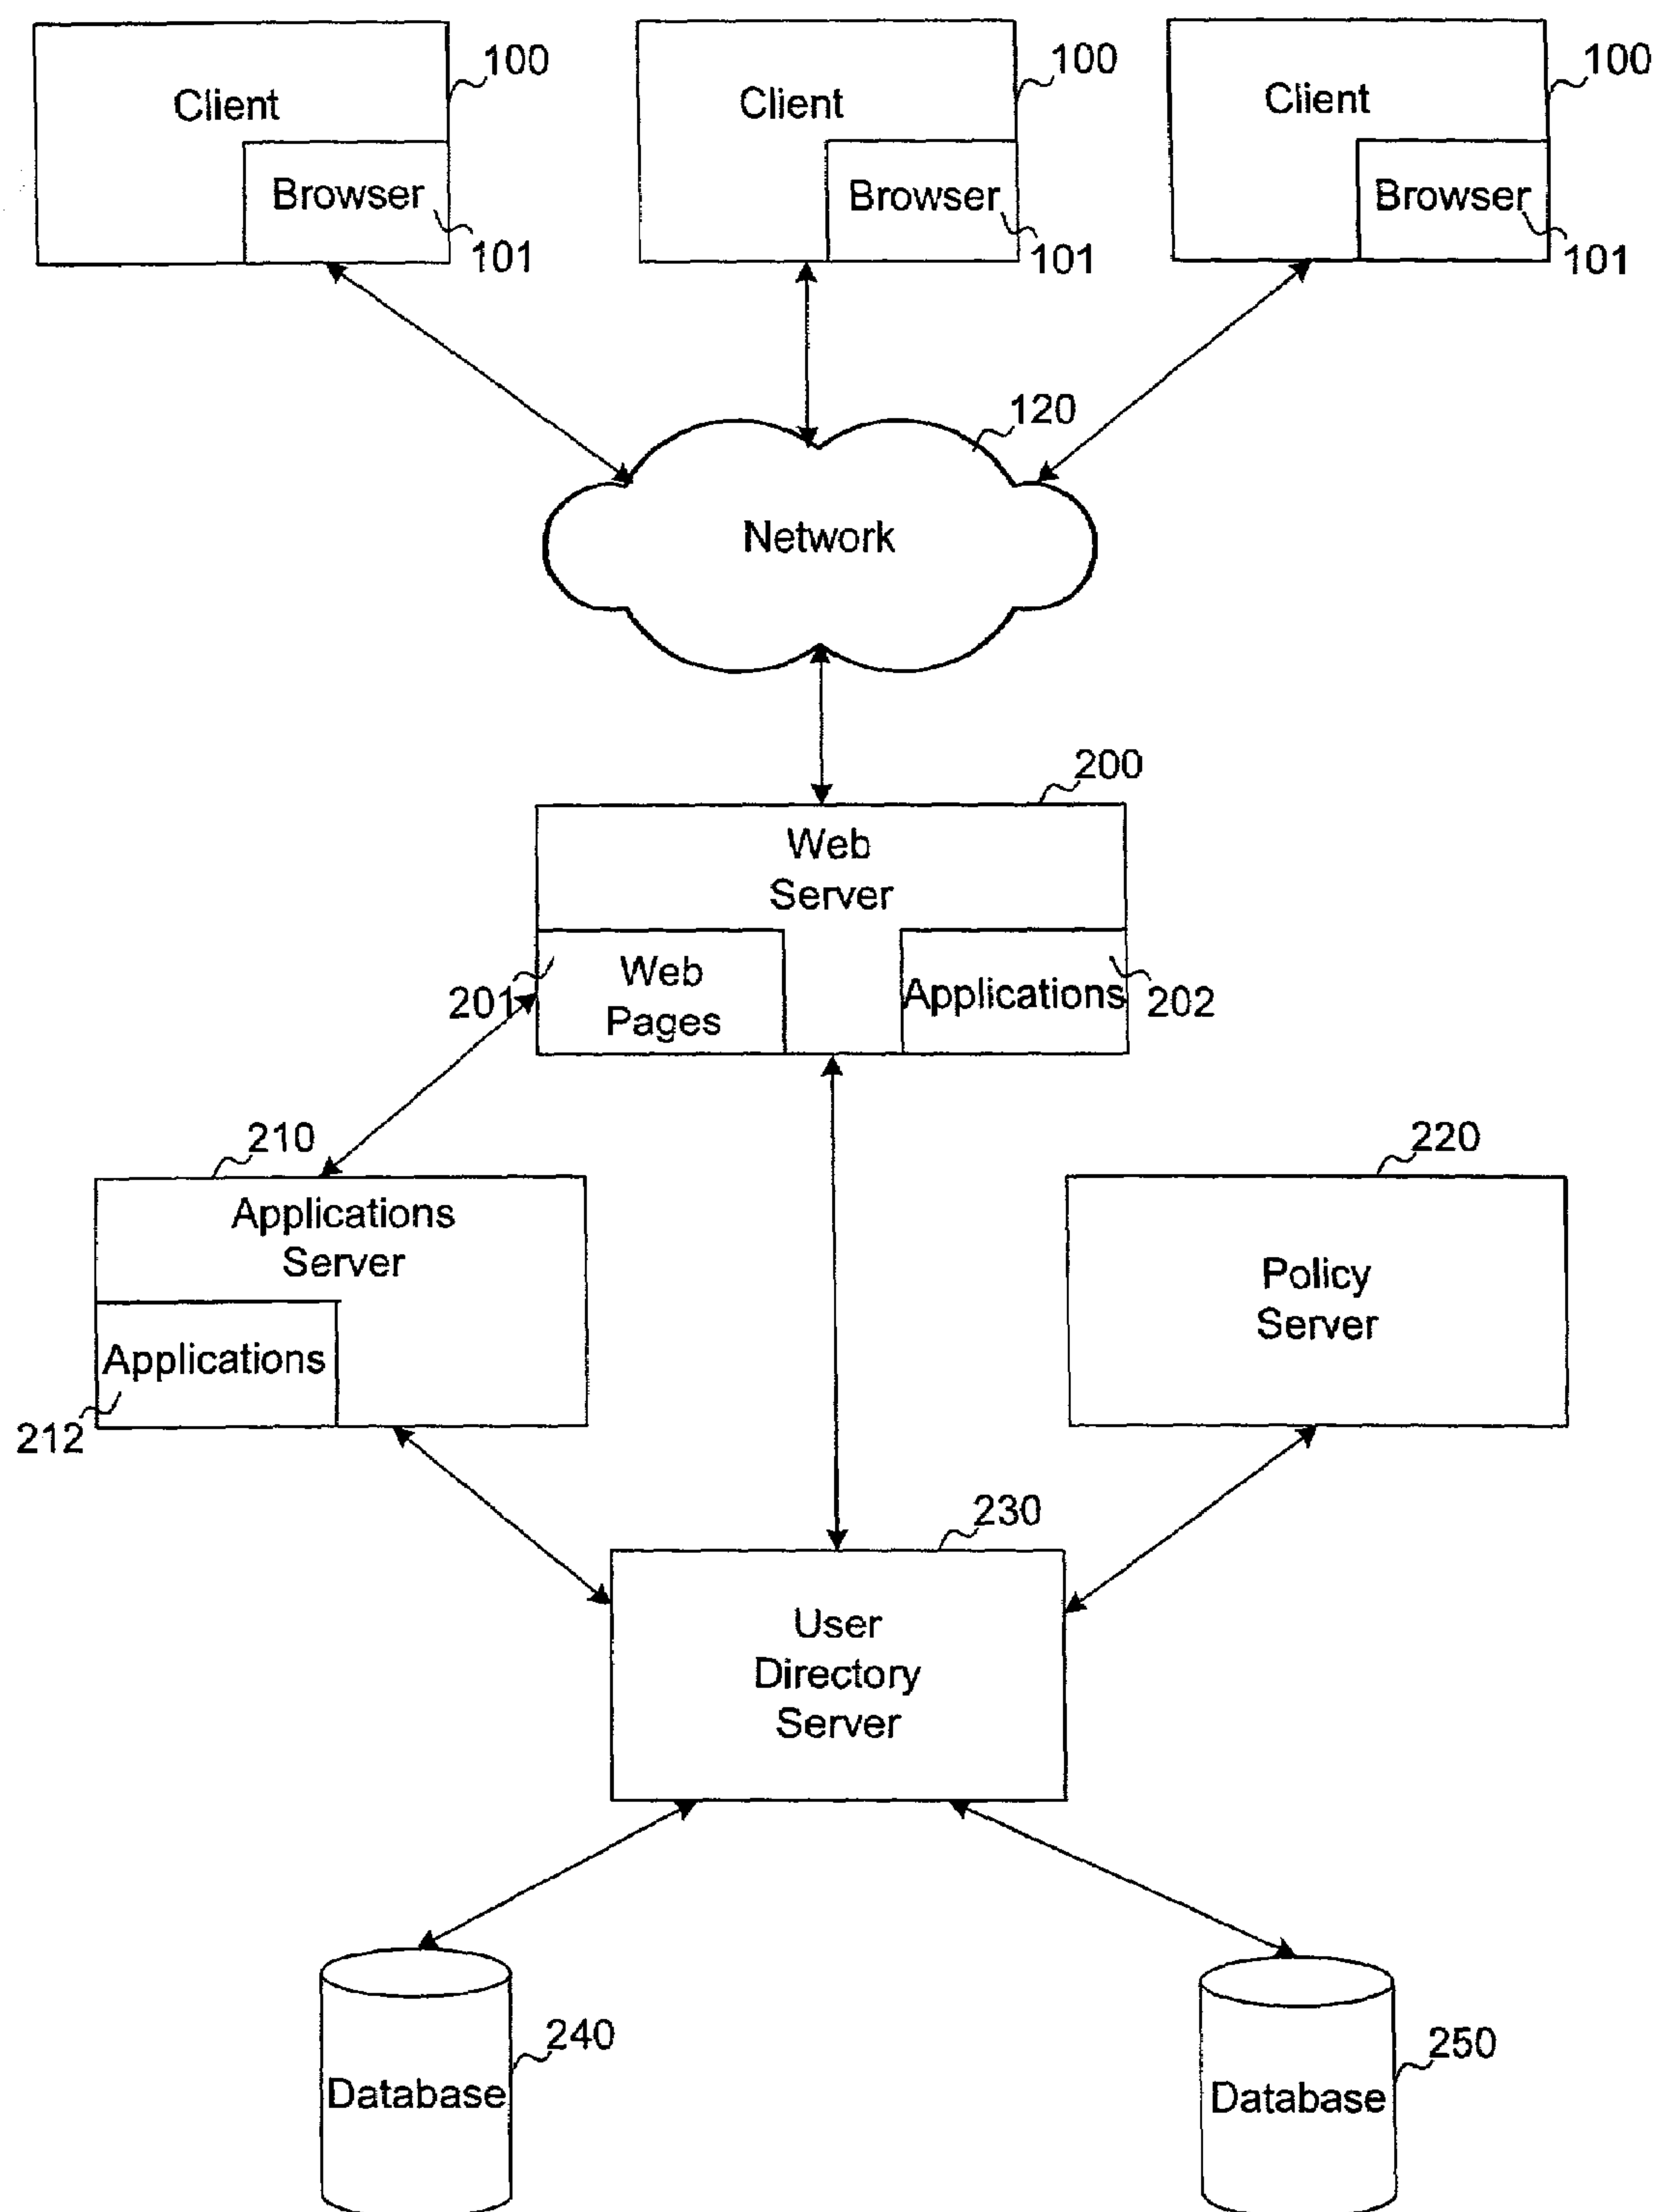 100
100
100
Client
Client
Client
Browser
Browser
Browser
101
101
101
120
Network
200
Web
Server
201
Web
Pages
Applications
202
210
220
Applications
Server
Policy
Server
Applications
212
230
User
Directory
Server
240
250
Database
Database